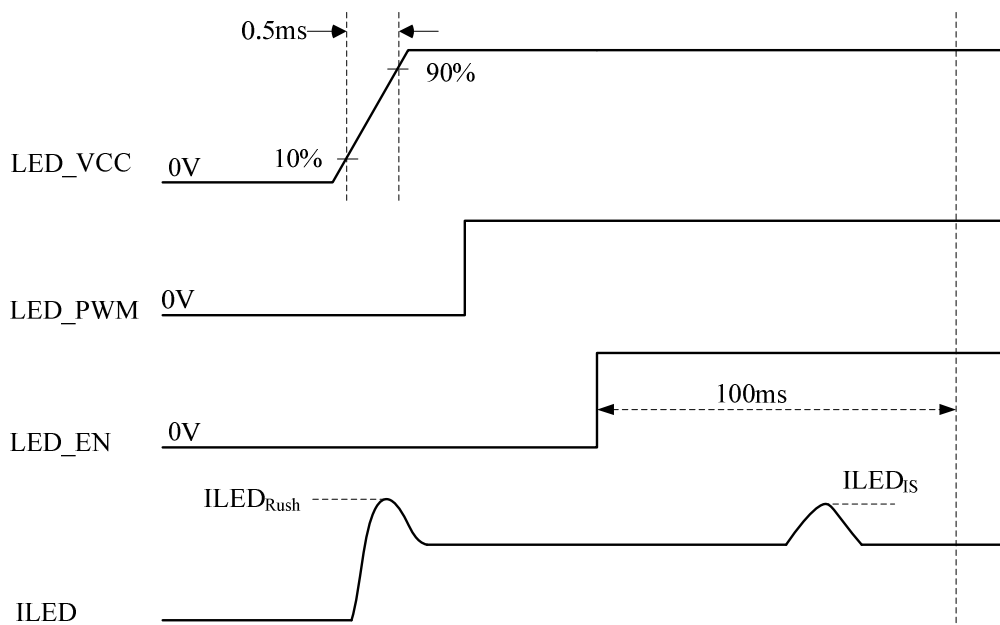 0.5ms
90%
10%
LED_VCC 0V
LED_PWM 0V
100ms
LED_EN 0V
ILEDRush
ILEDIS
ILED